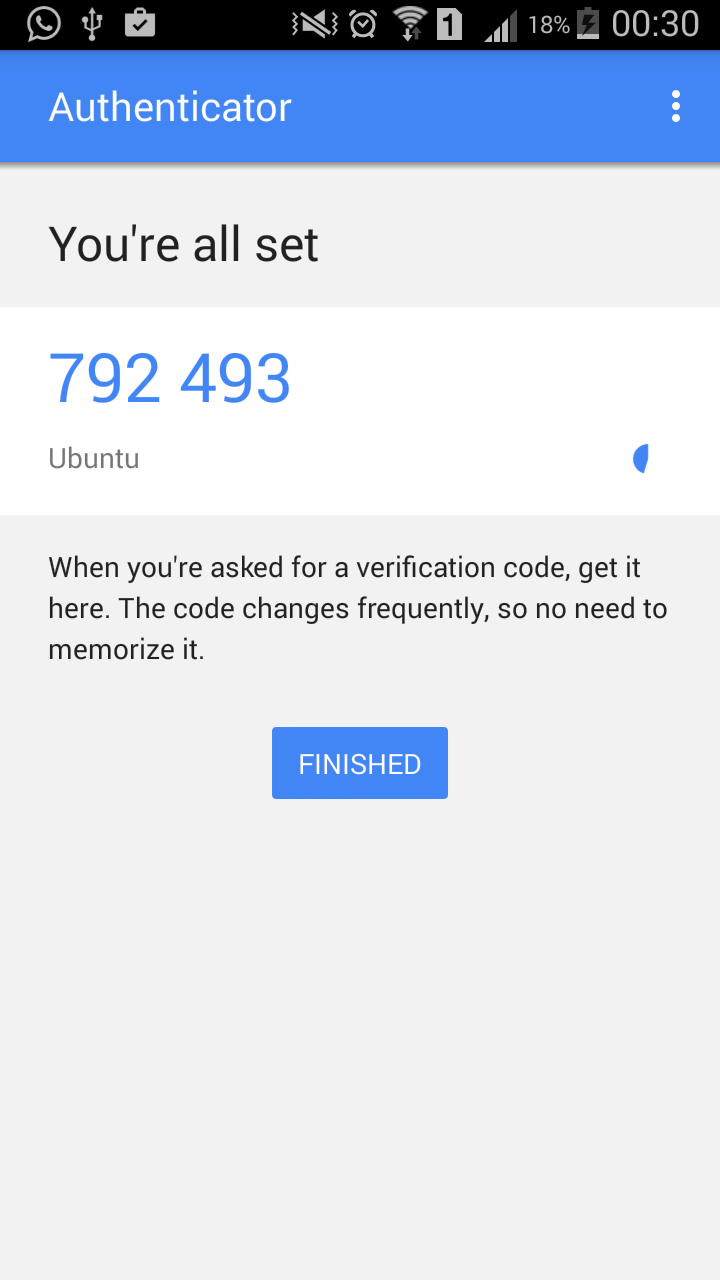 1 18% 00:30
Authenticator
You're all set
792 493
Ubuntu
When you're asked for a verification code, get it
here. The code changes frequently, so no need to
memorize it.
FINISHED